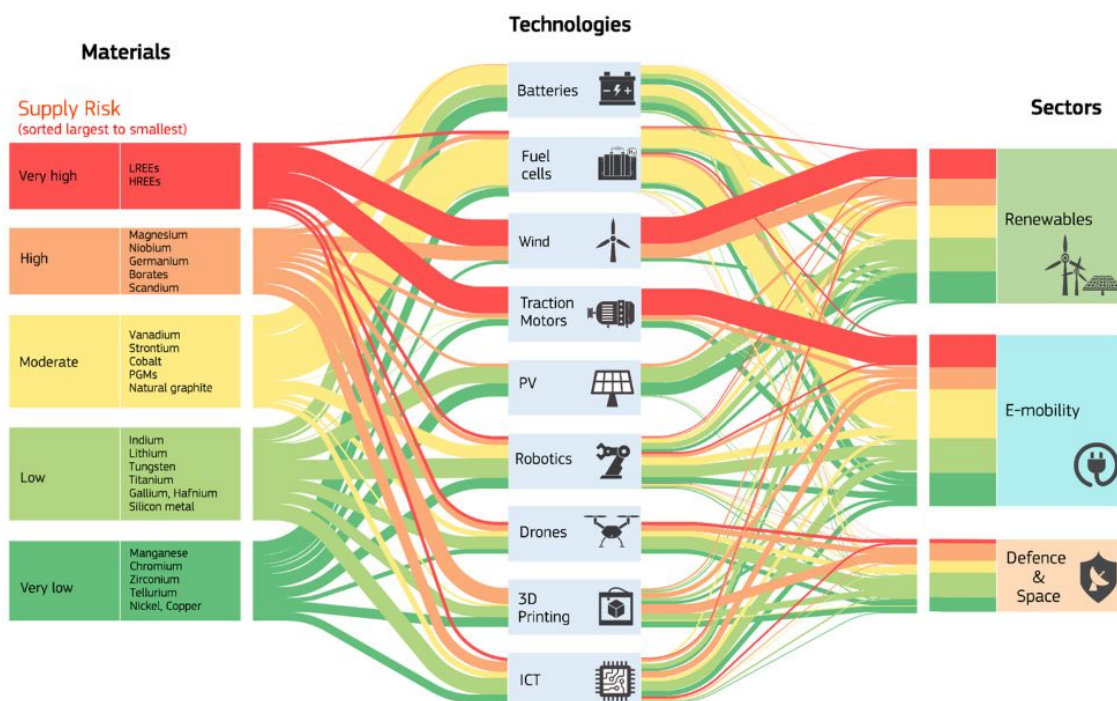 Materials
Technologies
Sectors
Supply Risk
(sorted largest to smallest)
Very high
LREEs
HREEs
High
Magnesium
Niobium
Germanium
Borates
Scandium
Moderate
Vanadium
Strontium
Cobalt
PGMs
Natural graphite
Low
Indium
Lithium
Tungsten
Titanium
Gallium, Hafnium
Silicon metal
Very low
Manganese
Chromium
Zirconium
Tellurium
Nickel, Copper
Batteries
Fuel
cells
Wind
Traction
Motors
PV
Robotics
Drones
3D
Printing
ICT
Renewables
E-mobility
Defence
&
Space